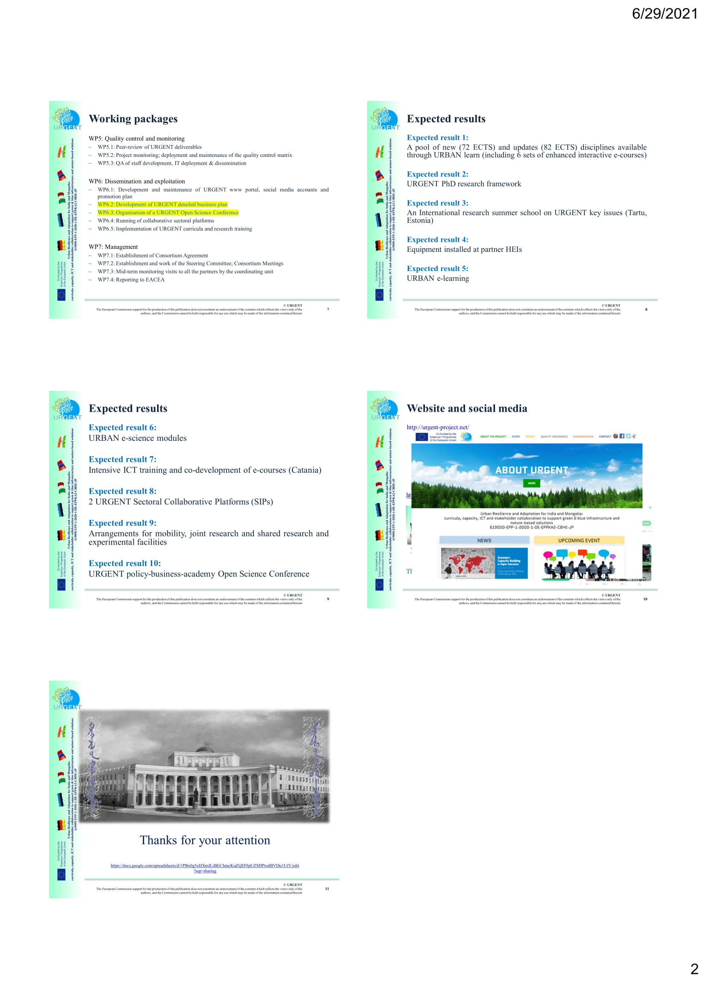 6/29/2021
URGENT
Working packages
WP5: Quality control and monitoring
~ WP5.1: Peer-review of URGENT deliverables
~ WP5.2: Project monitoring; deployment and maintenance of the quality control matrix
~ WP5.3: QA of staff development, IT deployment & dissemination
WP6: Dissemination and exploitation
~ WP6.1: Development and maintenance of URGENT www portal, social media accounts and
promotion plan
~ WP6.2: Development of URGENT detailed business plan
~ WP6.3: Organisation of a URGENT Open Science Conference
~ WP6.4: Running of collaborative sectoral platforms
~ WP6.5: Implementation of URGENT curricula and research training
WP7: Management
~ WP7.1: Establishment of Consortium Agreement
~ WP7.2: Establishment and work of the Steering Committee; Consortium Meetings
~ WP7.3: Mid-term monitoring visits to all the partners by the coordinating unit
~ WP7.4: Reporting to EACEA
Urban Resilience and Adaptation for India and Mongolia:
curricula, capacity, ICT and stakeholder collaboration to support green & blue infrastructure and nature-based solutions
619050-EPP-1-2020-1-DE-EPPKA2-CBHE-JP
Co-funded by the
Erasmus+ Programme
of the European Union
© URGENT
The European Commission support for the production of this publication does not constitute an endorsement of the contents which reflects the views only of the
authors, and the Commission cannot be held responsible for any use which may be made of the information contained therein
7
URGENT
Expected results
Expected result 1:
A pool of new (72 ECTS) and updates (82 ECTS) disciplines available
through URBAN learn (including 6 sets of enhanced interactive e-courses)
Expected result 2:
URGENT PhD research framework
Expected result 3:
An International research summer school on URGENT key issues (Tartu,
Estonia)
Expected result 4:
Equipment installed at partner HEIs
Expected result 5:
URBAN e-learning
Urban Resilience and Adaptation for India and Mongolia:
curricula, capacity, ICT and stakeholder collaboration to support green & blue infrastructure and nature-based solutions
619050-EPP-1-2020-1-DE-EPPKA2-CBHE-JP
Co-funded by the
Erasmus+ Programme
of the European Union
© URGENT
The European Commission support for the production of this publication does not constitute an endorsement of the contents which reflects the views only of the
authors, and the Commission cannot be held responsible for any use which may be made of the information contained therein
8
URGENT
Expected results
Expected result 6:
URBAN e-science modules
Expected result 7:
Intensive ICT training and co-development of e-courses (Catania)
Expected result 8:
2 URGENT Sectoral Collaborative Platforms (SIPs)
Expected result 9:
Arrangements for mobility, joint research and shared research and
experimental facilities
Expected result 10:
URGENT policy-business-academy Open Science Conference
Urban Resilience and Adaptation for India and Mongolia:
curricula, capacity, ICT and stakeholder collaboration to support green & blue infrastructure and nature-based solutions
619050-EPP-1-2020-1-DE-EPPKA2-CBHE-JP
Co-funded by the
Erasmus+ Programme
of the European Union
© URGENT
The European Commission support for the production of this publication does not constitute an endorsement of the contents which reflects the views only of the
authors, and the Commission cannot be held responsible for any use which may be made of the information contained therein
9
URGENT
Website and social media
http://urgent-project.net/
Co-funded by the
Erasmus+ Programme
of the European Union
ABOUT THE PROJECT EVENT RESULT QUALITY ASSURANCE DISSEMINATION CONTACT
ABOUT URGENT
MORE
ht
Urban Resilience and Adaptation for India and Mongolia:
curricula, capacity, ICT and stakeholder collaboration to support green & blue infrastructure and
nature-based solutions
619050-EPP-1-2020-1-DE-EPPKA2-CBHE-JP
NEWS
UPCOMING EVENT
Erasmus+
Capacity Building
in Higher Education
Tl
Urban Resilience and Adaptation for India and Mongolia:
curricula, capacity, ICT and stakeholder collaboration to support green & blue infrastructure and nature-based solutions
619050-EPP-1-2020-1-DE-EPPKA2-CBHE-JP
Co-funded by the
Erasmus+ Programme
of the European Union
© URGENT
The European Commission support for the production of this publication does not constitute an endorsement of the contents which reflects the views only of the
authors, and the Commission cannot be held responsible for any use which may be made of the information contained therein
10
URGENT
Thanks for your attention
https://docs.google.com/spreadsheets/d/1PBx0g5eHXmJLtBEChmcKuZQD5lpUZMIPtodBVDu1UtY/edit
?usp=sharing
Urban Resilience and Adaptation for India and Mongolia:
curricula, capacity, ICT and stakeholder collaboration to support green & blue infrastructure and nature-based solutions
619050-EPP-1-2020-1-DE-EPPKA2-CBHE-JP
Co-funded by the
Erasmus+ Programme
of the European Union
© URGENT
The European Commission support for the production of this publication does not constitute an endorsement of the contents which reflects the views only of the
authors, and the Commission cannot be held responsible for any use which may be made of the information contained therein
11
2